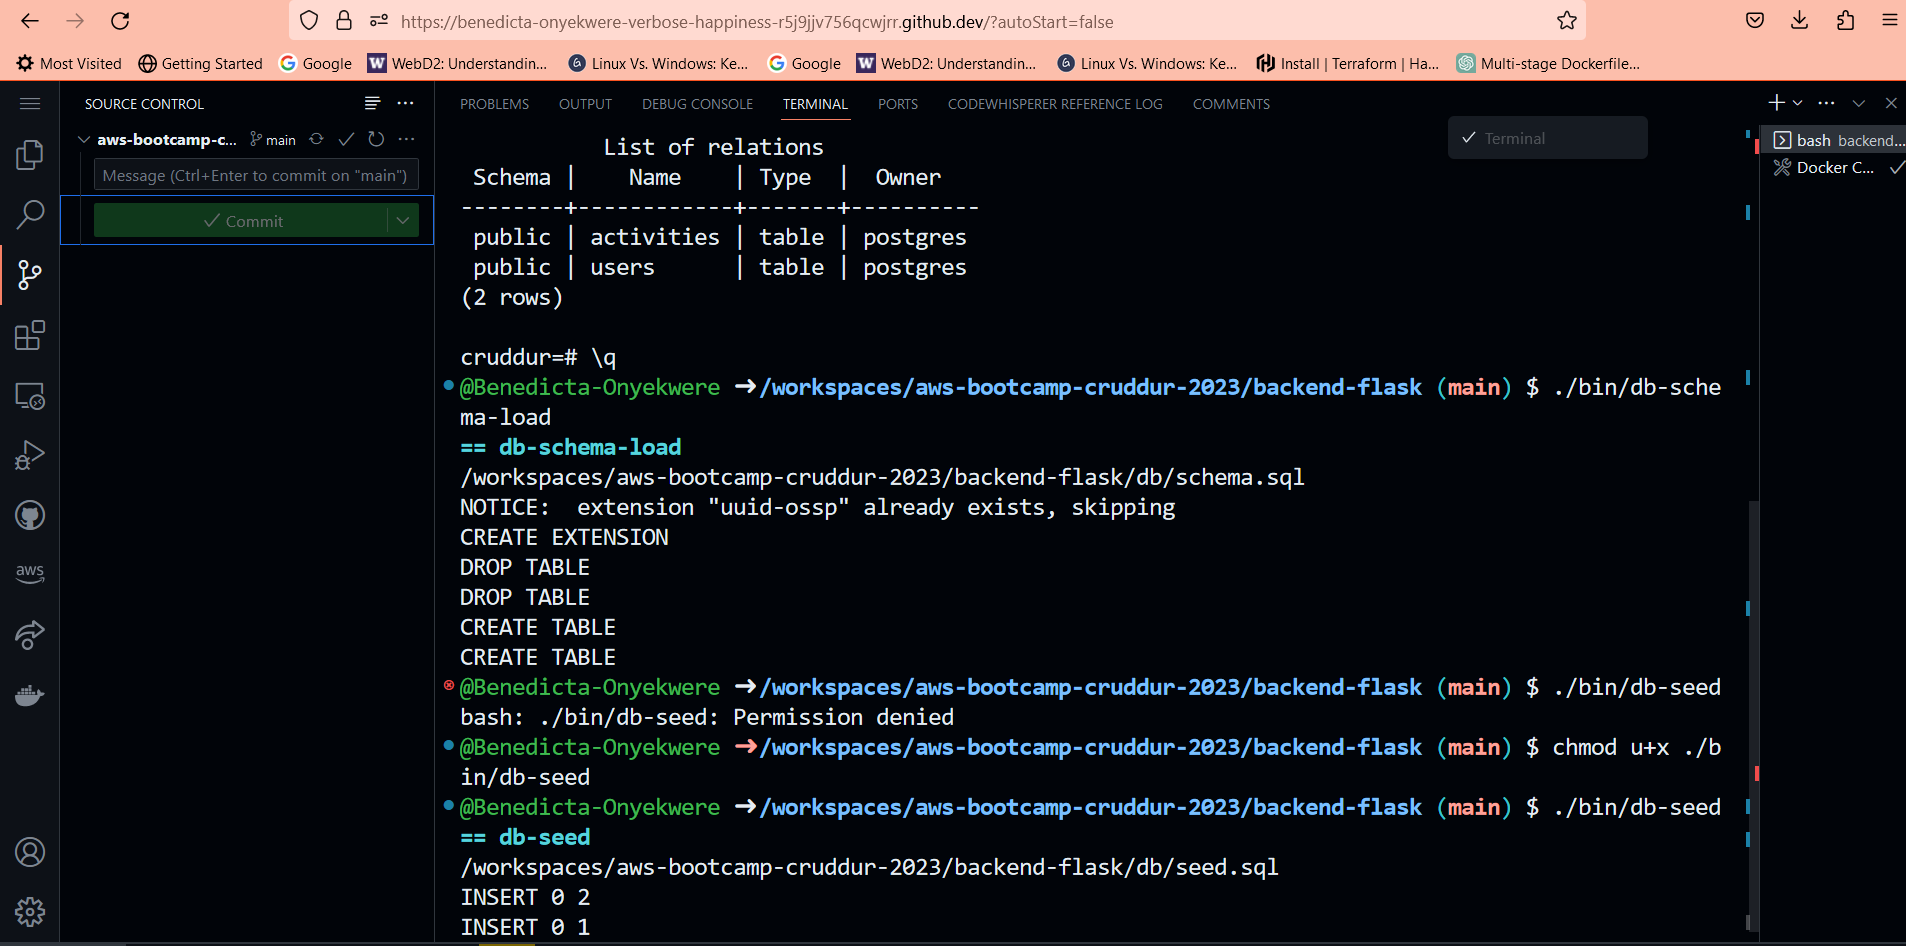 https://benedicta-onyekwere-verbose-happiness-r5j9jjv756qcwjrr.github.dev/?autoStart=false
Most Visited Getting Started Google WebD2: Understandin... Linux Vs. Windows: Ke... Google WebD2: Understandin... Linux Vs. Windows: Ke... Install | Terraform | Ha... Multi-stage Dockerfile...
SOURCE CONTROL
aws-bootcamp-c... main
Message (Ctrl+Enter to commit on "main")
Commit
aws
PROBLEMS OUTPUT DEBUG CONSOLE TERMINAL PORTS CODEWHISPERER REFERENCE LOG COMMENTS
Terminal
bash backend...
Docker C...
List of relations
Schema | Name | Type | Owner
--------+------------+-------+----------
public | activities | table | postgres
public | users | table | postgres
(2 rows)
cruddur=# \q
@Benedicta-Onyekwere ➜/workspaces/aws-bootcamp-cruddur-2023/backend-flask (main) $ ./bin/db-sche
ma-load
== db-schema-load
/workspaces/aws-bootcamp-cruddur-2023/backend-flask/db/schema.sql
NOTICE:  extension "uuid-ossp" already exists, skipping
CREATE EXTENSION
DROP TABLE
DROP TABLE
CREATE TABLE
CREATE TABLE
@Benedicta-Onyekwere ➜/workspaces/aws-bootcamp-cruddur-2023/backend-flask (main) $ ./bin/db-seed
bash: ./bin/db-seed: Permission denied
@Benedicta-Onyekwere ➜/workspaces/aws-bootcamp-cruddur-2023/backend-flask (main) $ chmod u+x ./b
in/db-seed
@Benedicta-Onyekwere ➜/workspaces/aws-bootcamp-cruddur-2023/backend-flask (main) $ ./bin/db-seed
== db-seed
/workspaces/aws-bootcamp-cruddur-2023/backend-flask/db/seed.sql
INSERT 0 2
INSERT 0 1